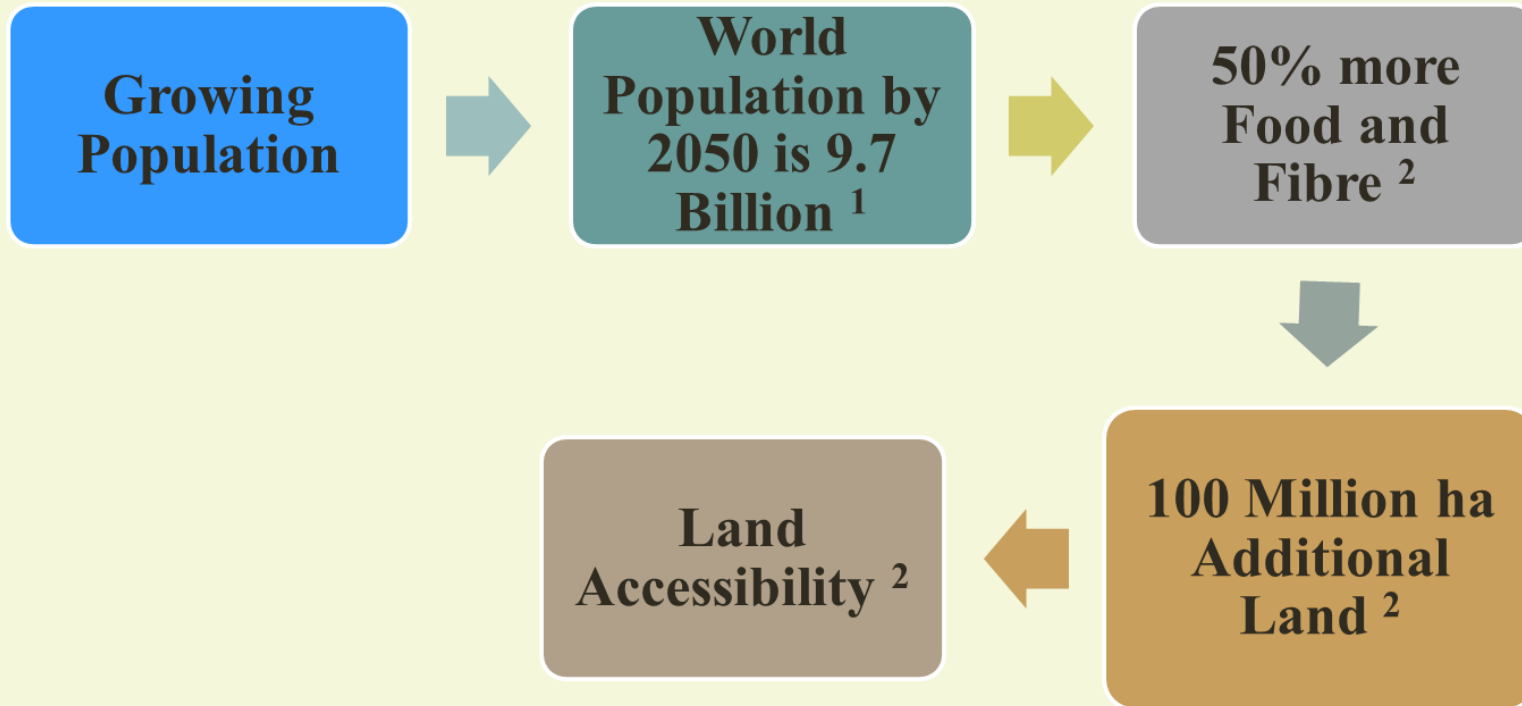 Growing
Population
World
Population by
2050 is 9.7
Billion ¹
50% more
Food and
Fibre ²
100 Million ha
Additional
Land ²
Land
Accessibility ²